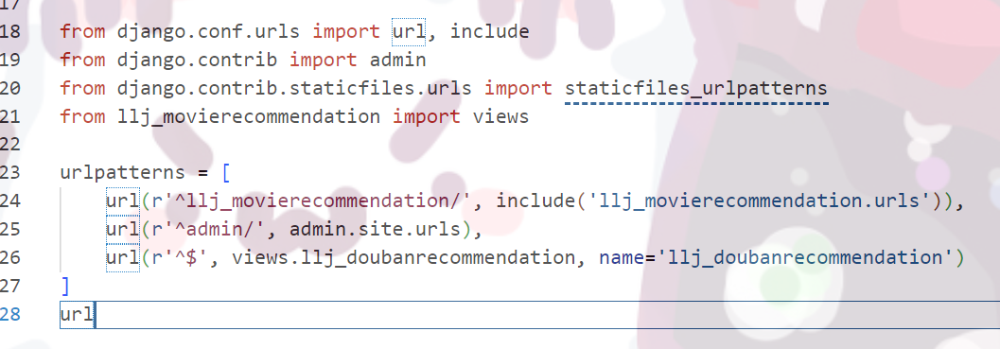 17
18 from django.conf.urls import url, include
19 from django.contrib import admin
20 from django.contrib.staticfiles.urls import staticfiles_urlpatterns
21 from llj_movierecommendation import views
22
23 urlpatterns = [
24     url(r'^llj_movierecommendation/', include('llj_movierecommendation.urls')),
25     url(r'^admin/', admin.site.urls),
26     url(r'^$', views.llj_doubanrecommendation, name='llj_doubanrecommendation')
27 ]
28 url